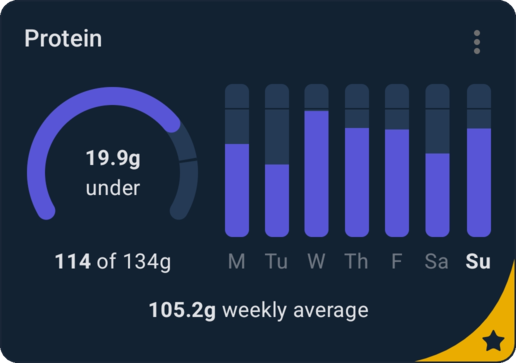 Protein
19.9g
under
114 of 134g
M Tu W Th F Sa Su
105.2g weekly average